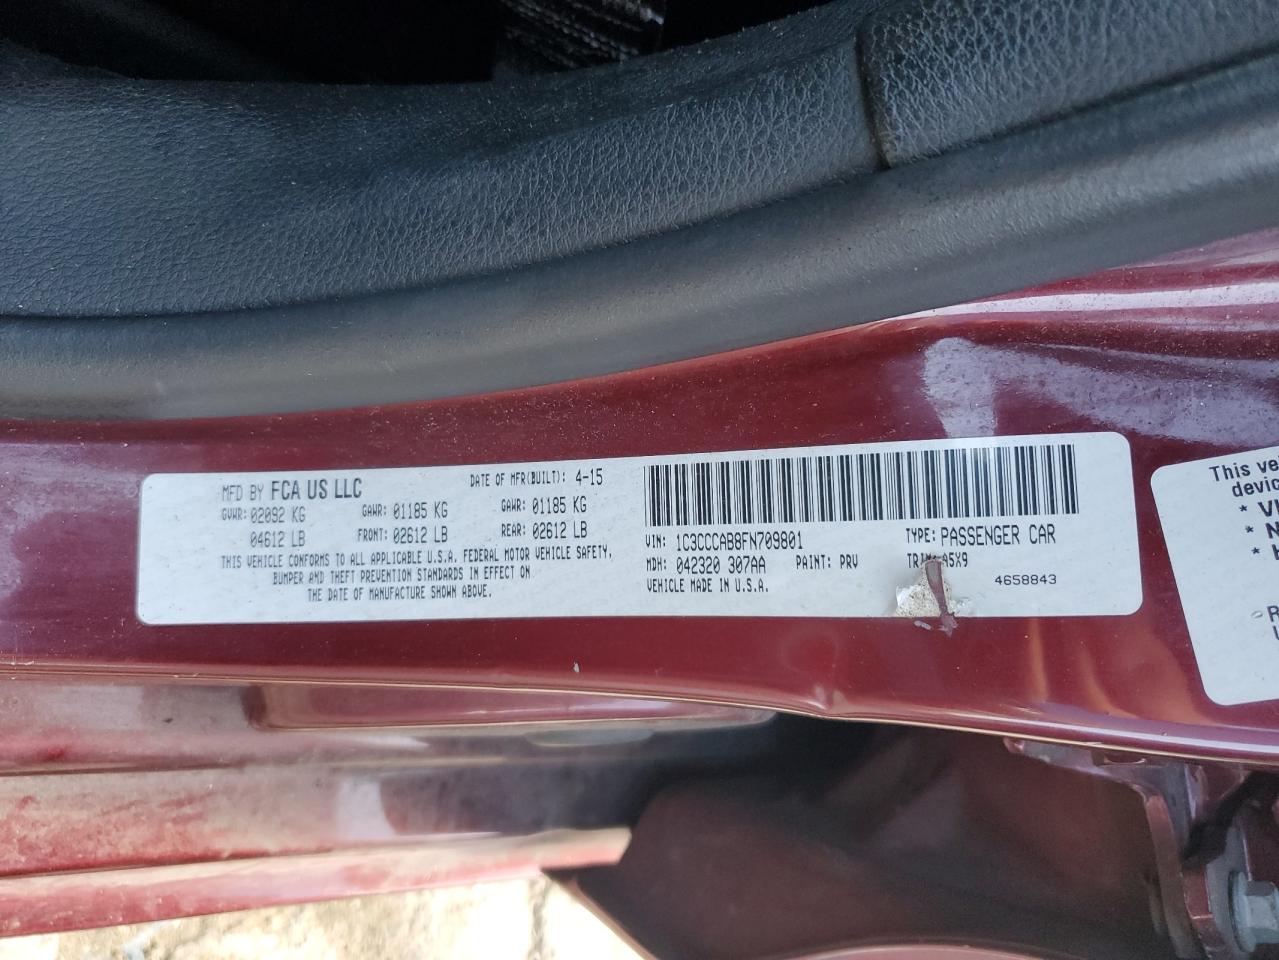 MFD BY FCA US LLC
DATE OF MFR(BUILT): 4-15
GVWR: 02092 KG GAWR: 01185 KG GAWR: 01185 KG
04612 LB FRONT: 02612 LB REAR: 02612 LB
THIS VEHICLE CONFORMS TO ALL APPLICABLE U.S.A. FEDERAL MOTOR VEHICLE SAFETY,
BUMPER AND THEFT PREVENTION STANDARDS IN EFFECT ON
THE DATE OF MANUFACTURE SHOWN ABOVE.
VIN: 1C3CCCAB8FN709801 TYPE: PASSENGER CAR
MDH: 042320 307AA PAINT: PRV TRIM: A5X9
VEHICLE MADE IN U.S.A. 4658843
This
devic
*
*
*